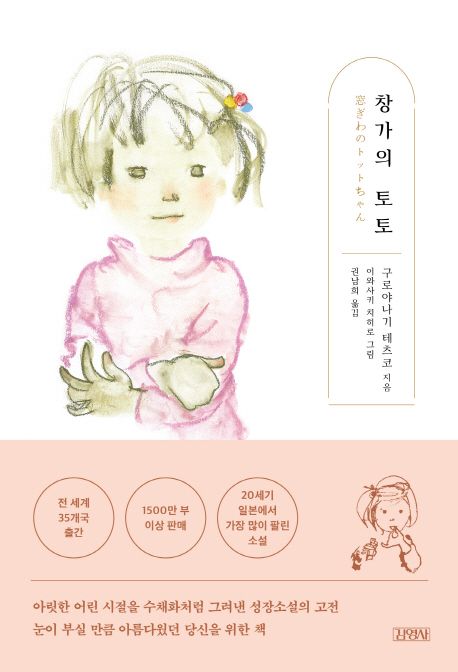 창가의 토토
窓ぎわのトットちゃん
구로야나기 테츠코 지음
이와사키 치히로 그림
권남희 옮김
전 세계
35개국
출간
1500만 부
이상 판매
20세기
일본에서
가장 많이 팔린
소설
아릿한 어린 시절을 수채화처럼 그려낸 성장소설의 고전
눈이 부실 만큼 아름다웠던 당신을 위한 책
김영사